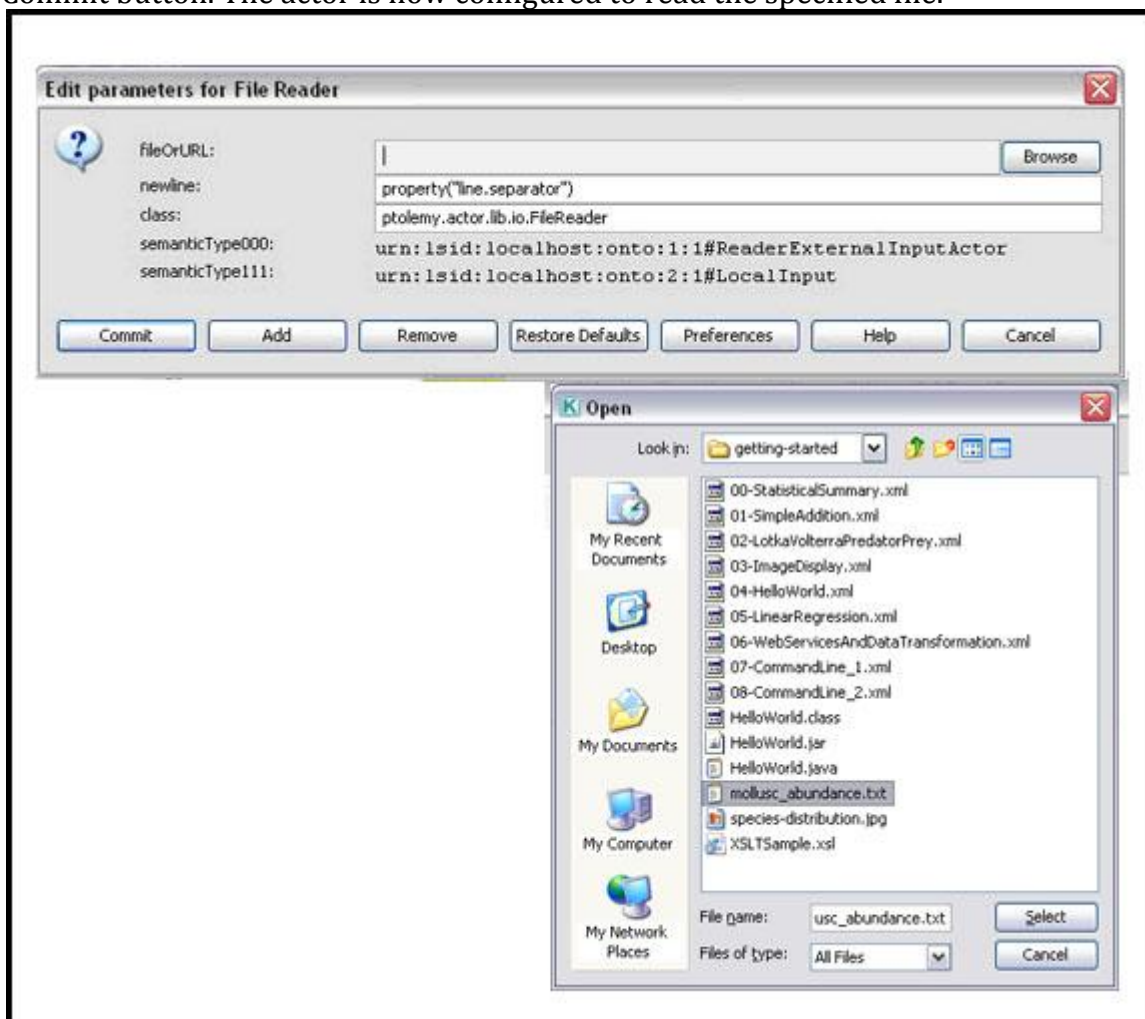 Commit button. The actor is now configured to read the specified file.
Edit parameters for File Reader
fileOrURL:
Browse
newline:
property("line.separator")
class:
ptolemy.actor.lib.io.FileReader
semanticType000:
urn:lsid:localhost:onto:1:1#ReaderExternalInputActor
semanticType111:
urn:lsid:localhost:onto:2:1#LocalInput
Commit
Add
Remove
Restore Defaults
Preferences
Help
Cancel
Open
Look in:
getting-started
My Recent
Documents
Desktop
My Documents
My Computer
My Network
Places
00-StatisticalSummary.xml
01-SimpleAddition.xml
02-LotkaVolterraPredatorPrey.xml
03-ImageDisplay.xml
04-HelloWorld.xml
05-LinearRegression.xml
06-WebServicesAndDataTransformation.xml
07-CommandLine_1.xml
08-CommandLine_2.xml
HelloWorld.class
HelloWorld.jar
HelloWorld.java
mollusc_abundance.txt
species-distribution.jpg
XSLTSample.xsl
File name:
usc_abundance.txt
Select
Files of type:
All Files
Cancel